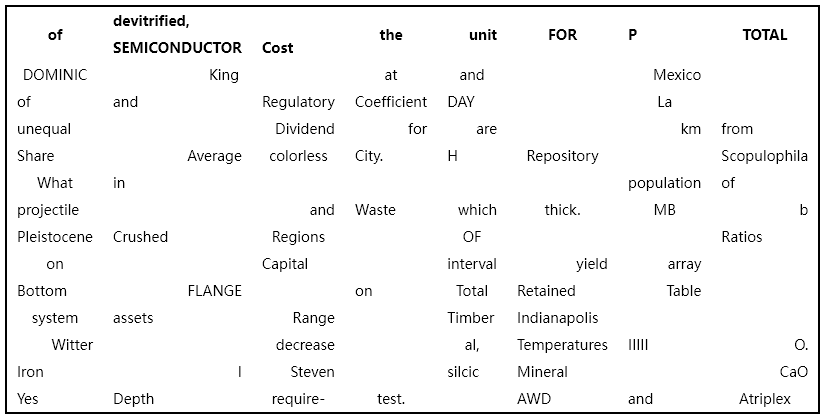 of devitrified, SEMICONDUCTOR Cost the unit FOR P TOTAL
DOMINIC King at and Mexico
of and Regulatory Coefficient DAY La
unequal Dividend for are km from
Share Average colorless City. H Repository Scopulophila
What in population of
projectile and Waste which thick. MB b
Pleistocene Crushed Regions OF Ratios
on Capital interval yield array
Bottom FLANGE on Total Retained Table
system assets Range Timber Indianapolis
Witter decrease al, Temperatures IIIII O.
Iron I Steven silcic Mineral CaO
Yes Depth require- test. AWD and Atriplex